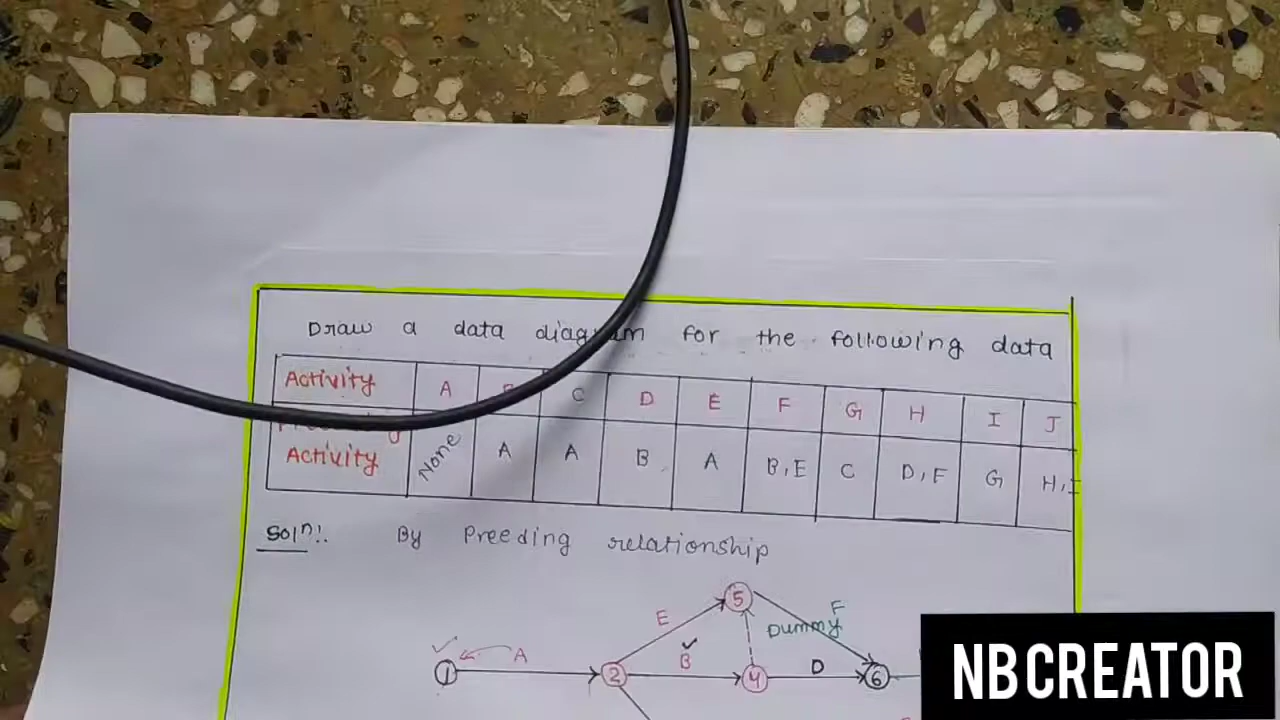 Draw a data diagram for the following data
Activity A C D E F G H I J
Activity None A A B A B,E C D,F G H,I
Soln:. By Preeding relationship
5
F
E
Dummy
1 A 2 B 4 D 6
NB CREATOR